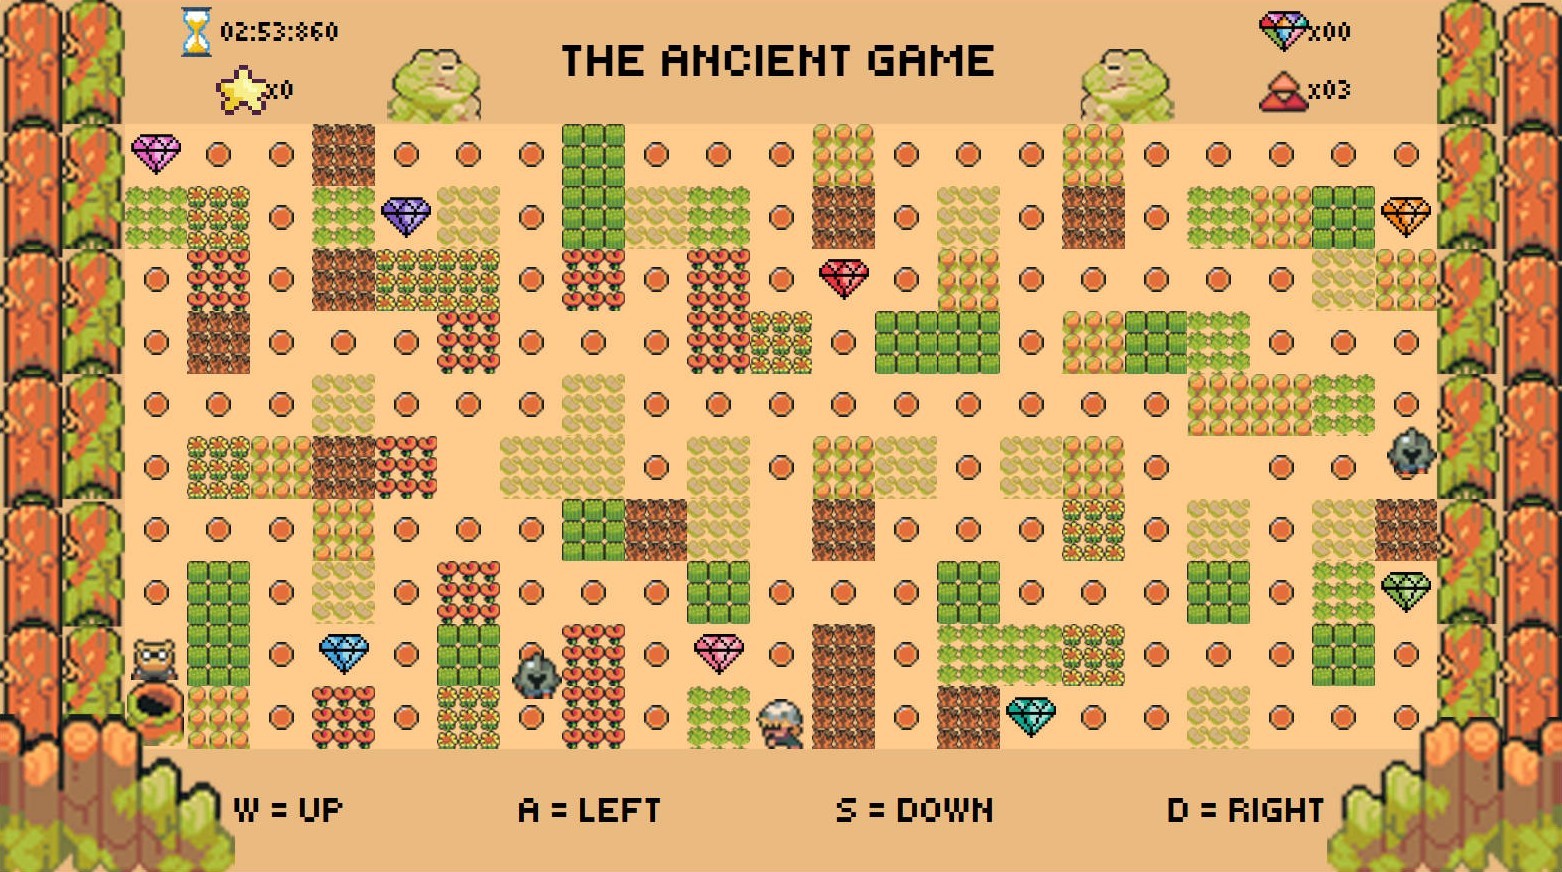 02:53:860
x0
THE ANCIENT GAME
x00
x03
W = UP
A = LEFT
S = DOWN
D = RIGHT